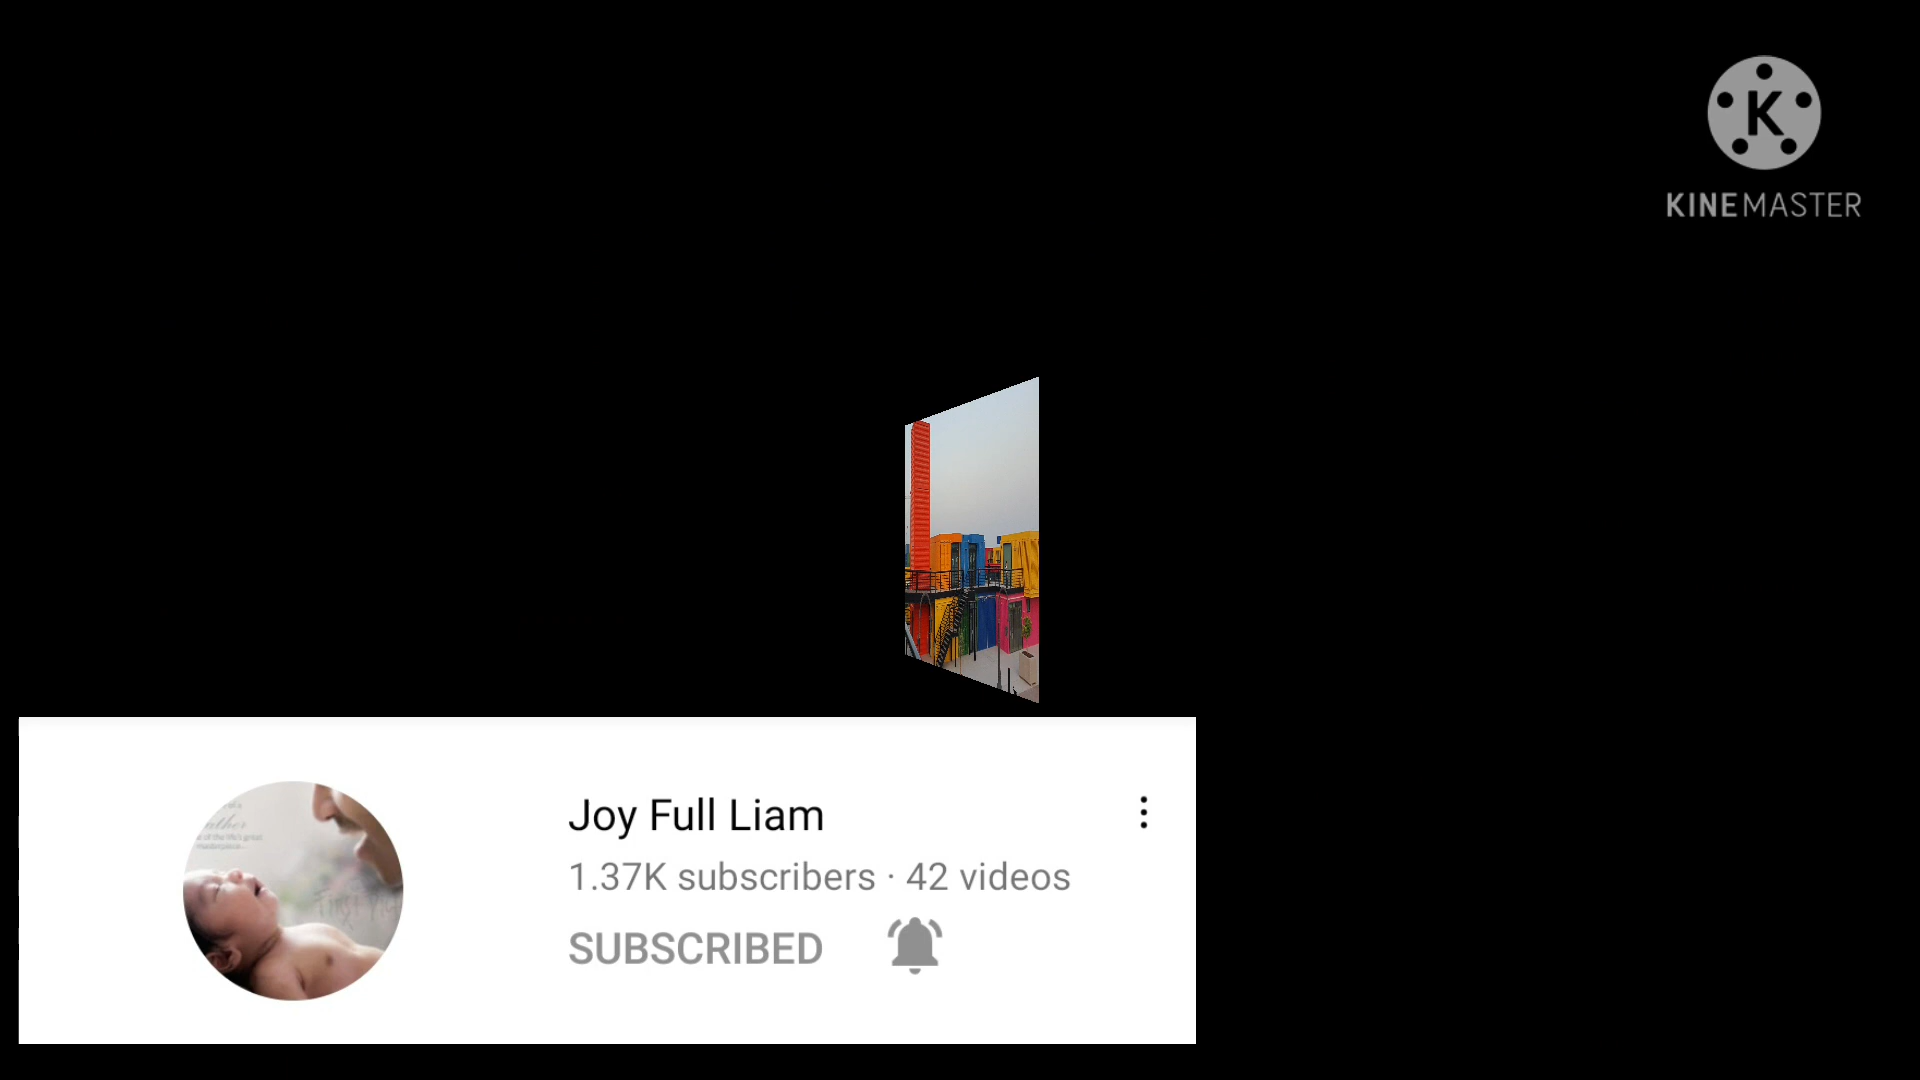 K
KINEMASTER
Joy Full Liam
1.37K subscribers · 42 videos
SUBSCRIBED